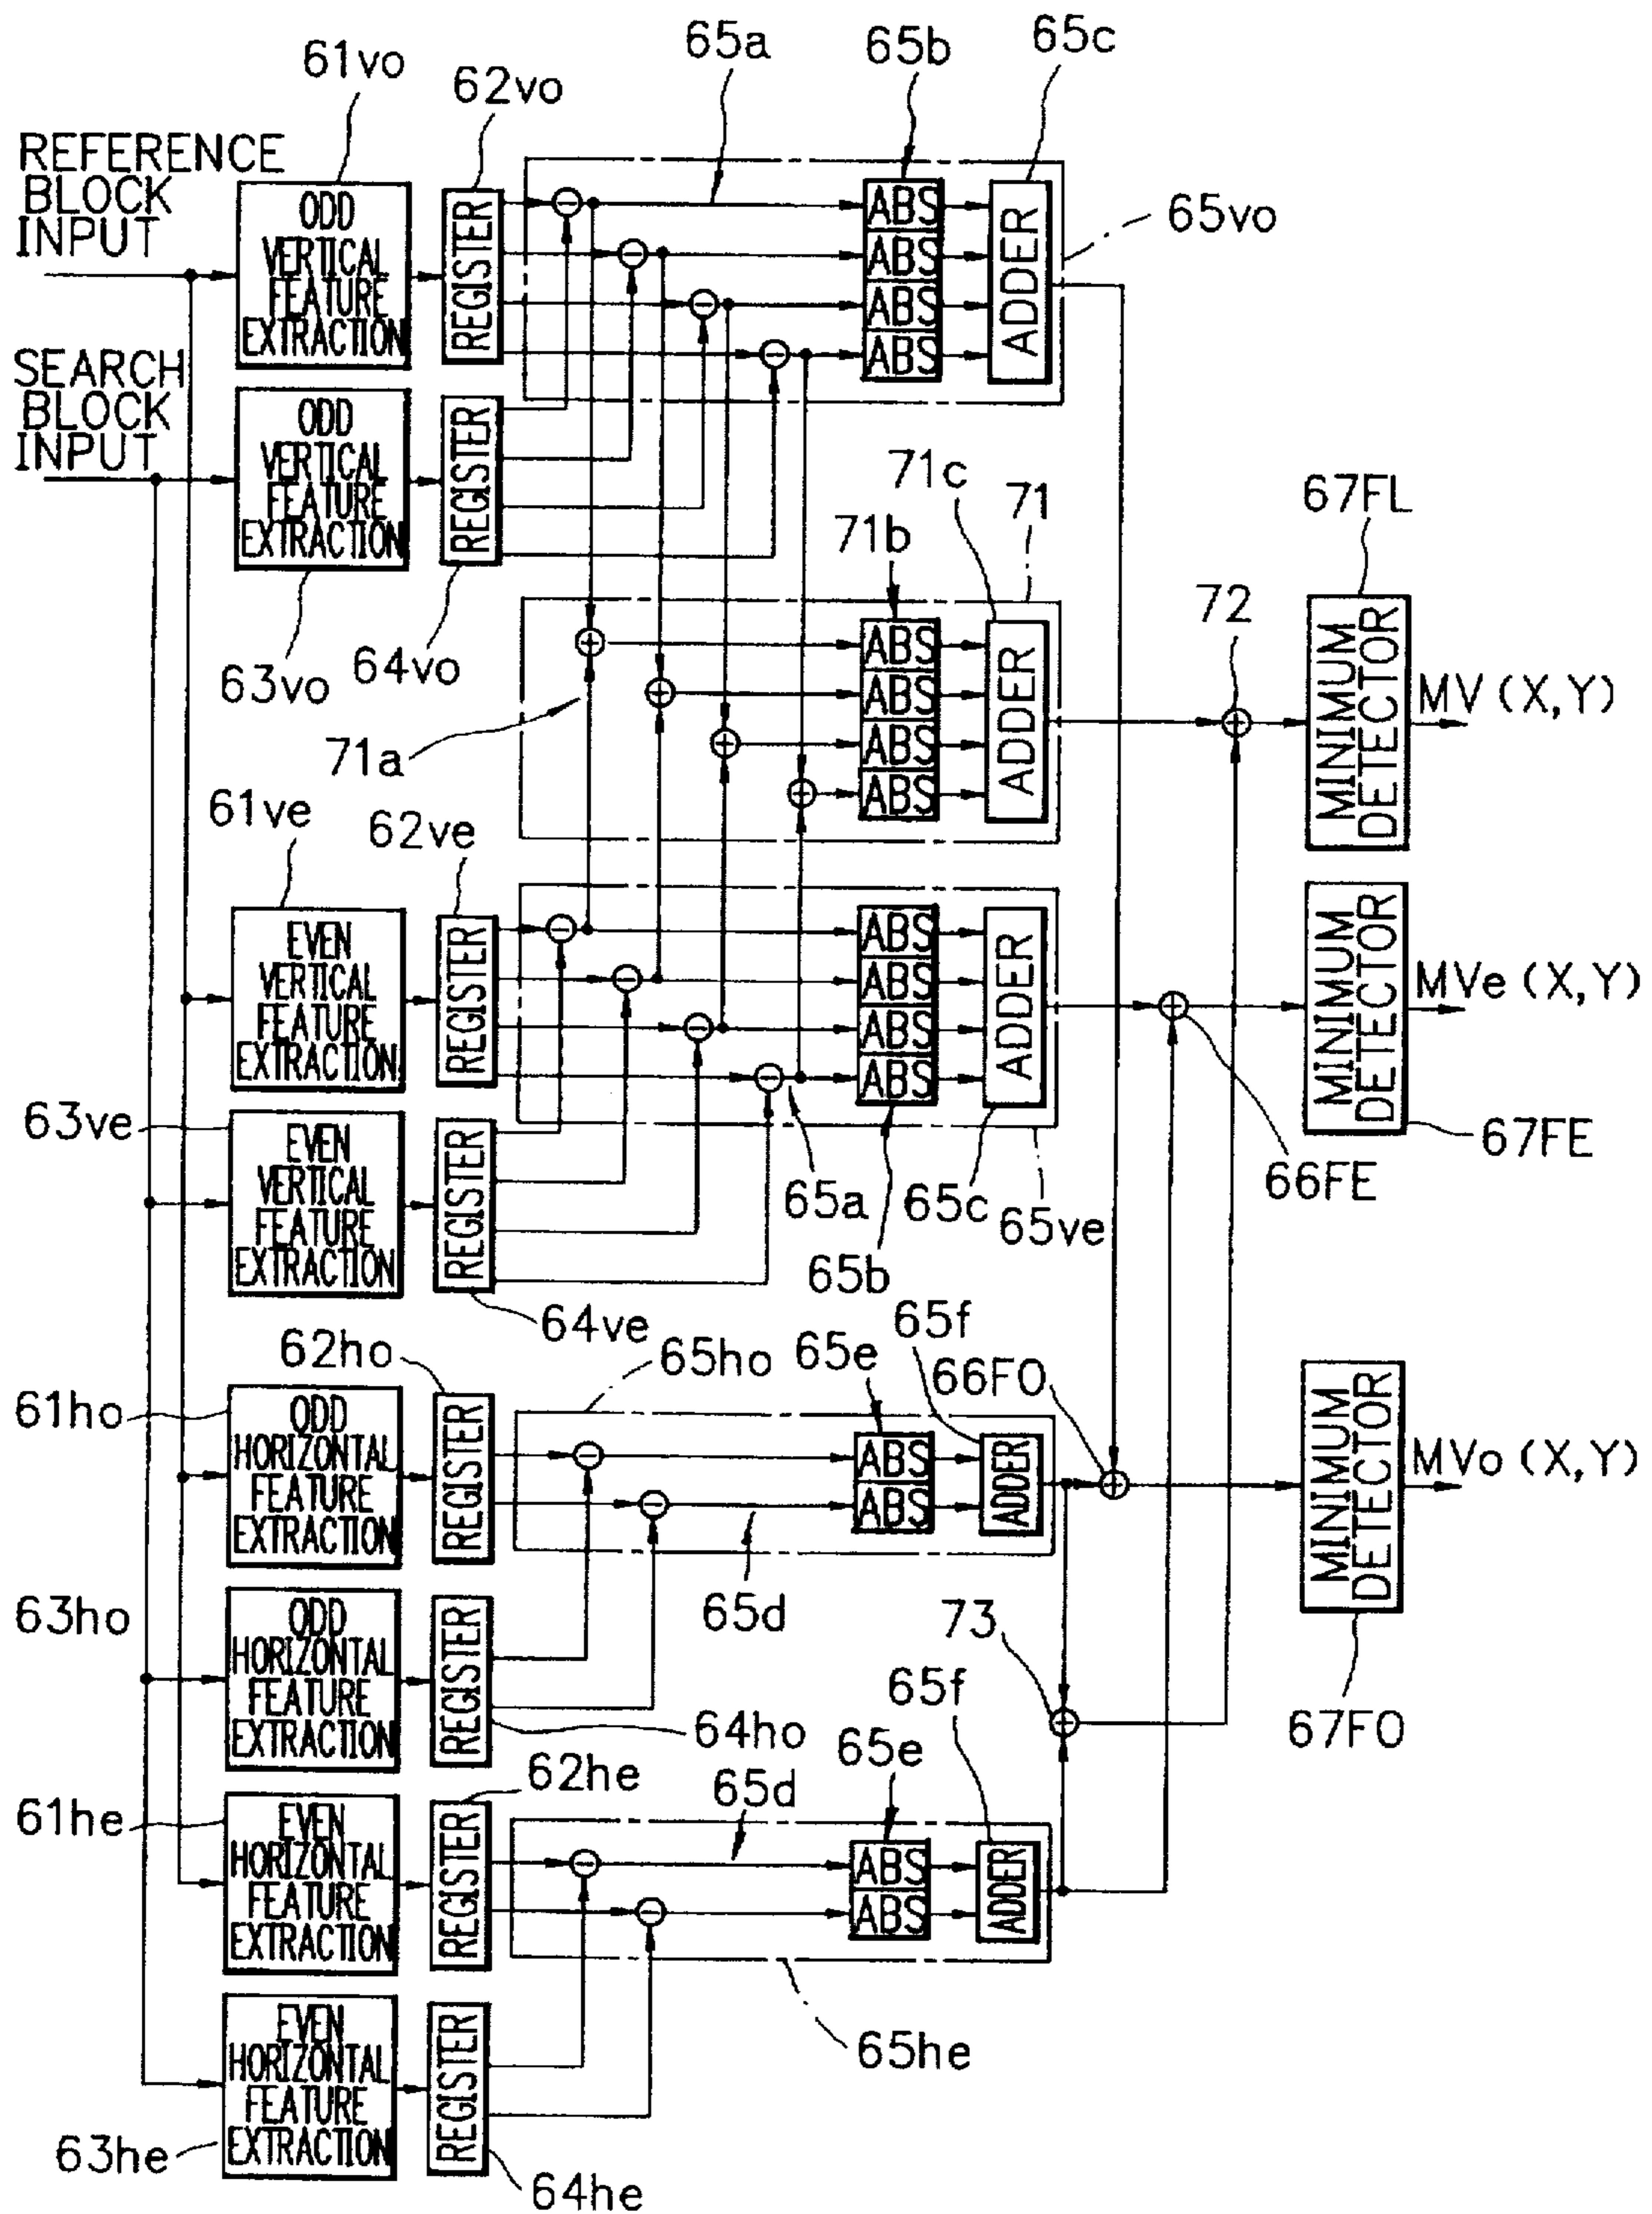 65a
65b
65c
61vo
62vo
REFERENCE
BLOCK
INPUT
ODD
VERTICAL
FEATURE
EXTRACTION
REGISTER
ABS
ABS
ABS
ABS
ADDER
65vo
SEARCH
BLOCK
INPUT
ODD
VERTICAL
FEATURE
EXTRACTION
REGISTER
63vo
64vo
71c
71
71b
67FL
72
ABS
ABS
ABS
ABS
ADDER
MINIMUM
DETECTOR
MV (X,Y)
71a
61ve
62ve
EVEN
VERTICAL
FEATURE
EXTRACTION
REGISTER
ABS
ABS
ABS
ABS
ADDER
MINIMUM
DETECTOR
MVe (X,Y)
67FE
66FE
63ve
EVEN
VERTICAL
FEATURE
EXTRACTION
REGISTER
65a
65c
65ve
65b
64ve
62ho
65ho
65e
65f
66FO
61ho
ODD
HORIZONTAL
FEATURE
EXTRACTION
REGISTER
ABS
ABS
ADDER
MINIMUM
DETECTOR
MVo (X,Y)
63ho
ODD
HORIZONTAL
FEATURE
EXTRACTION
REGISTER
65d
73
67FO
64ho
65f
65e
62he
65d
61he
EVEN
HORIZONTAL
FEATURE
EXTRACTION
REGISTER
ABS
ABS
ADDER
65he
EVEN
HORIZONTAL
FEATURE
EXTRACTION
REGISTER
63he
64he